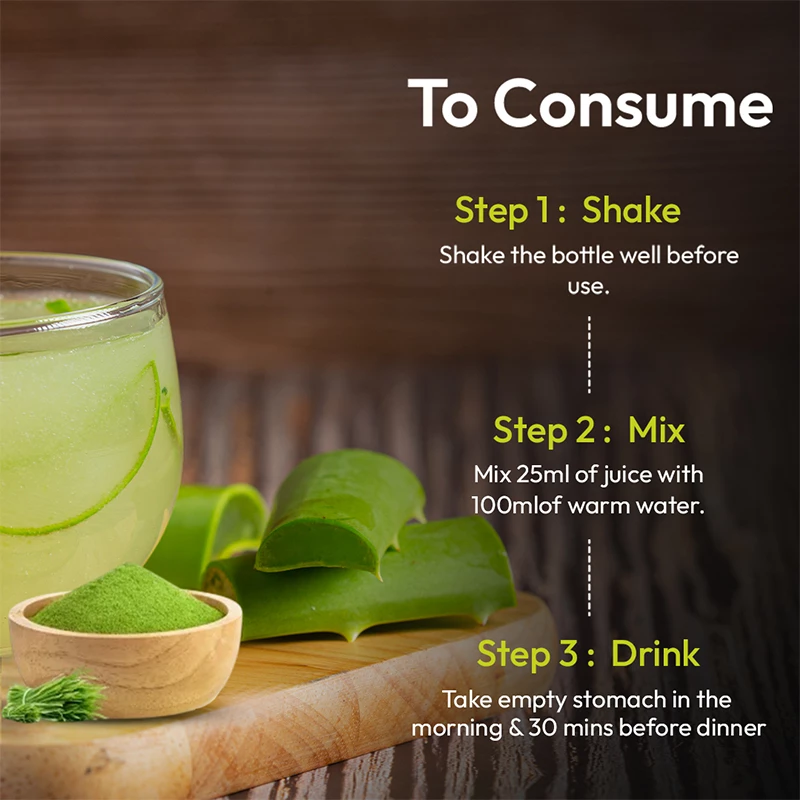 To Consume
Step 1 : Shake
Shake the bottle well before
use.
Step 2 : Mix
Mix 25ml of juice with
100mlof warm water.
Step 3 : Drink
Take empty stomach in the
morning & 30 mins before dinner